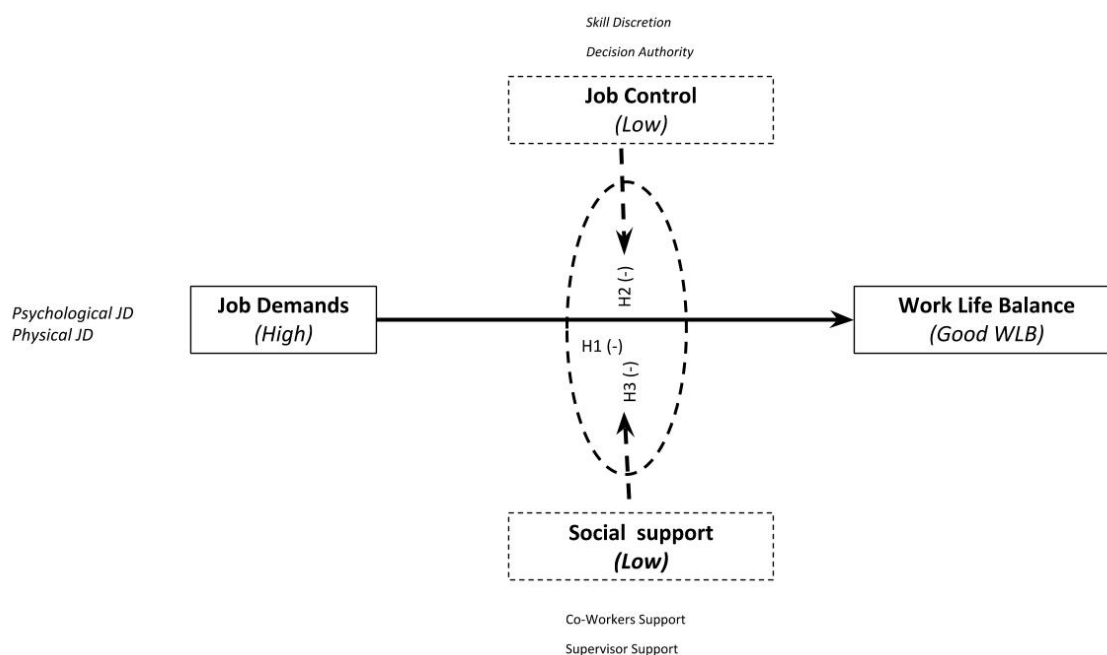 Skill Discretion
Decision Authority
Job Control
(Low)
H2 (-)
Psychological JD
Physical JD
Job Demands
(High)
Work Life Balance
(Good WLB)
H1 (-)
H3 (-)
Social support
(Low)
Co-Workers Support
Supervisor Support